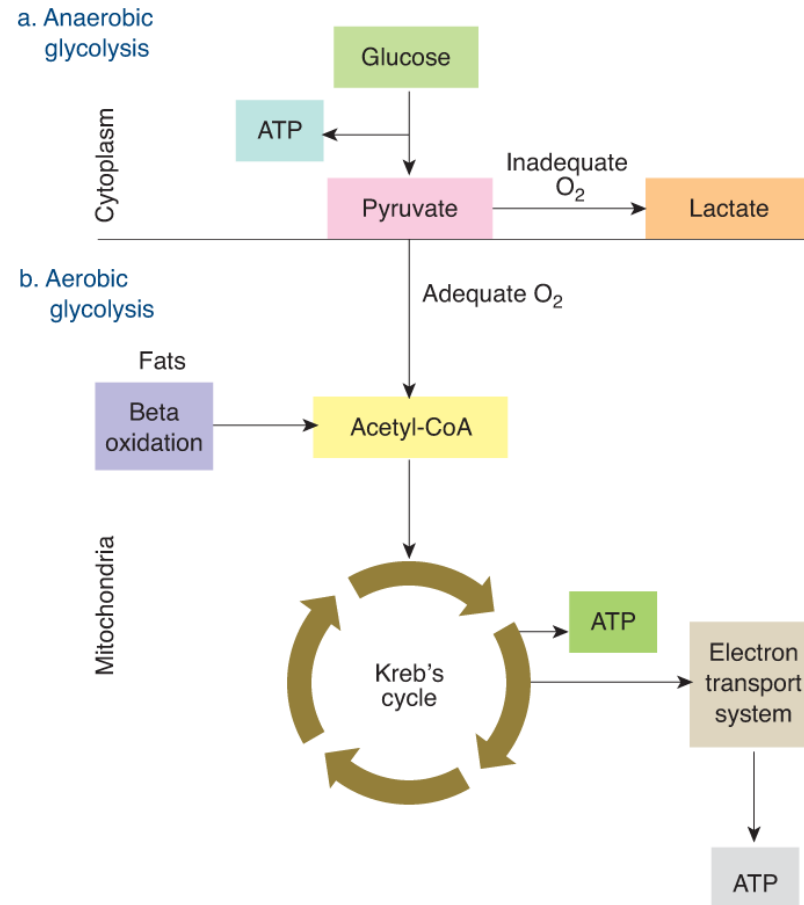 a. Anaerobic
glycolysis
Glucose
ATP
Cytoplasm
Inadequate
O2
Pyruvate
Lactate
b. Aerobic
glycolysis
Adequate O2
Fats
Beta
oxidation
Acetyl-CoA
Mitochondria
ATP
Kreb's
cycle
Electron
transport
system
ATP